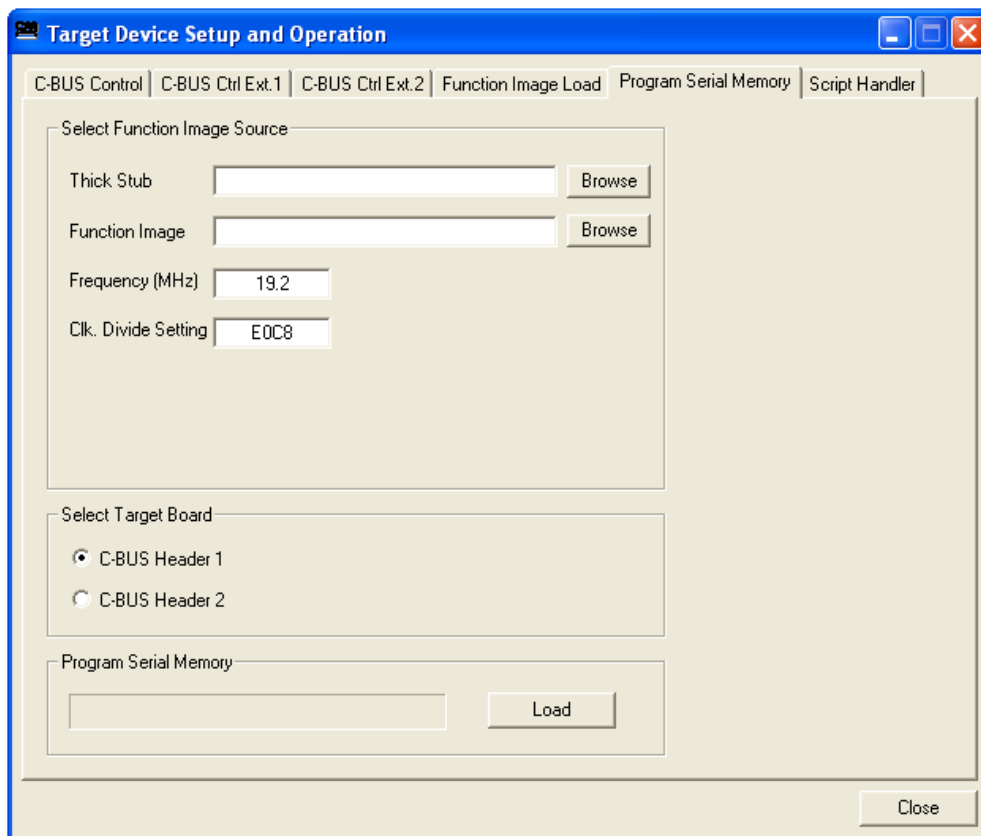 Target Device Setup and Operation
C-BUS Control C-BUS Ctrl Ext.1 C-BUS Ctrl Ext.2 Function Image Load Program Serial Memory Script Handler
Select Function Image Source
Thick Stub Browse
Function Image Browse
Frequency (MHz) 19.2
Clk. Divide Setting E0C8
Select Target Board
C-BUS Header 1
C-BUS Header 2
Program Serial Memory
Load
Close